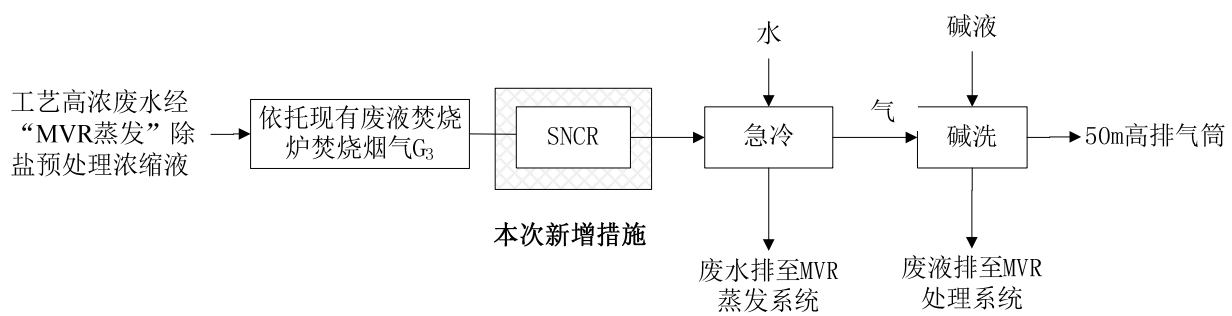 水
碱液
工艺高浓废水经
“MVR蒸发”除
盐预处理浓缩液
依托现有废液焚烧
炉焚烧烟气G₃
SNCR
急冷
气
碱洗
50m高排气筒
本次新增措施
废水排至MVR
蒸发系统
废液排至MVR
处理系统